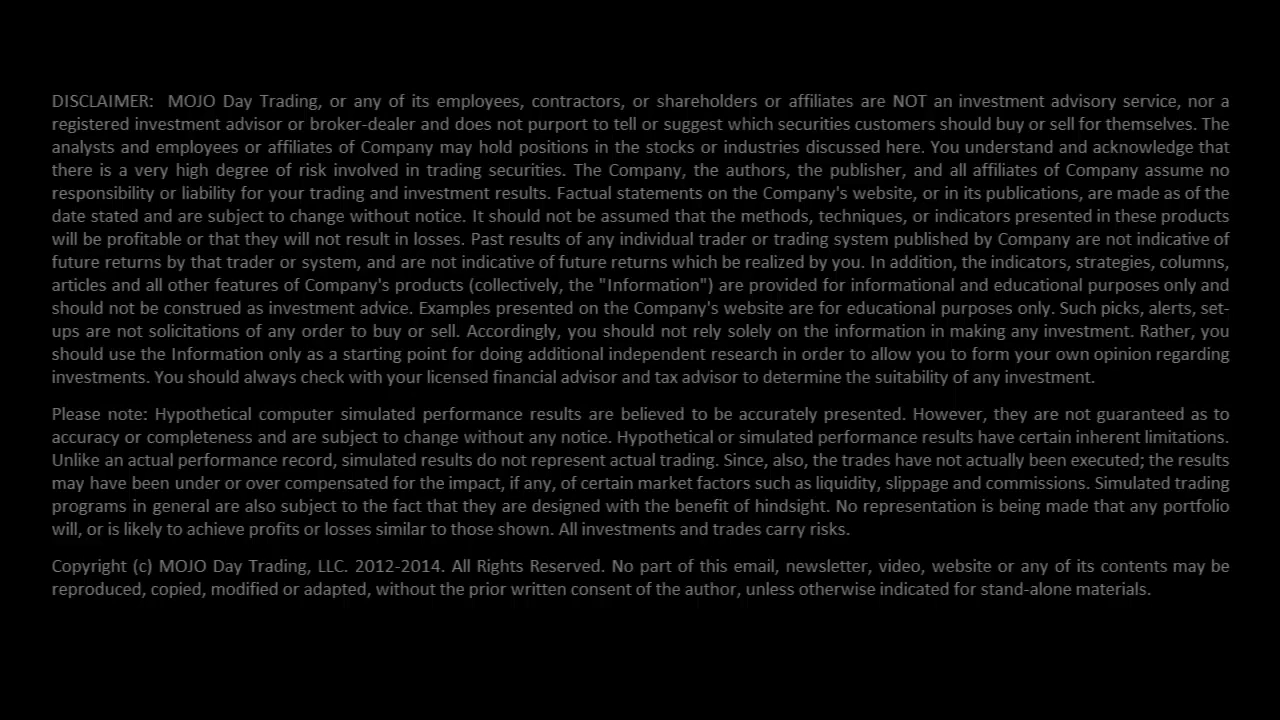 DISCLAIMER: MOJO Day Trading, or any of its employees, contractors, or shareholders or affiliates are NOT an investment advisory service, nor a
registered investment advisor or broker-dealer and does not purport to tell or suggest which securities customers should buy or sell for themselves. The
analysts and employees or affiliates of Company may hold positions in the stocks or industries discussed here. You understand and acknowledge that
there is a very high degree of risk involved in trading securities. The Company, the authors, the publisher, and all affiliates of Company assume no
responsibility or liability for your trading and investment results. Factual statements on the Company's website, or in its publications, are made as of the
date stated and are subject to change without notice. It should not be assumed that the methods, techniques, or indicators presented in these products
will be profitable or that they will not result in losses. Past results of any individual trader or trading system published by Company are not indicative of
future returns by that trader or system, and are not indicative of future returns which be realized by you. In addition, the indicators, strategies, columns,
articles and all other features of Company's products (collectively, the "Information") are provided for informational and educational purposes only and
should not be construed as investment advice. Examples presented on the Company's website are for educational purposes only. Such picks, alerts, set-
ups are not solicitations of any order to buy or sell. Accordingly, you should not rely solely on the information in making any investment. Rather, you
should use the Information only as a starting point for doing additional independent research in order to allow you to form your own opinion regarding
investments. You should always check with your licensed financial advisor and tax advisor to determine the suitability of any investment.
Please note: Hypothetical computer simulated performance results are believed to be accurately presented. However, they are not guaranteed as to
accuracy or completeness and are subject to change without any notice. Hypothetical or simulated performance results have certain inherent limitations.
Unlike an actual performance record, simulated results do not represent actual trading. Since, also, the trades have not actually been executed; the results
may have been under or over compensated for the impact, if any, of certain market factors such as liquidity, slippage and commissions. Simulated trading
programs in general are also subject to the fact that they are designed with the benefit of hindsight. No representation is being made that any portfolio
will, or is likely to achieve profits or losses similar to those shown. All investments and trades carry risks.
Copyright (c) MOJO Day Trading, LLC. 2012-2014. All Rights Reserved. No part of this email, newsletter, video, website or any of its contents may be
reproduced, copied, modified or adapted, without the prior written consent of the author, unless otherwise indicated for stand-alone materials.